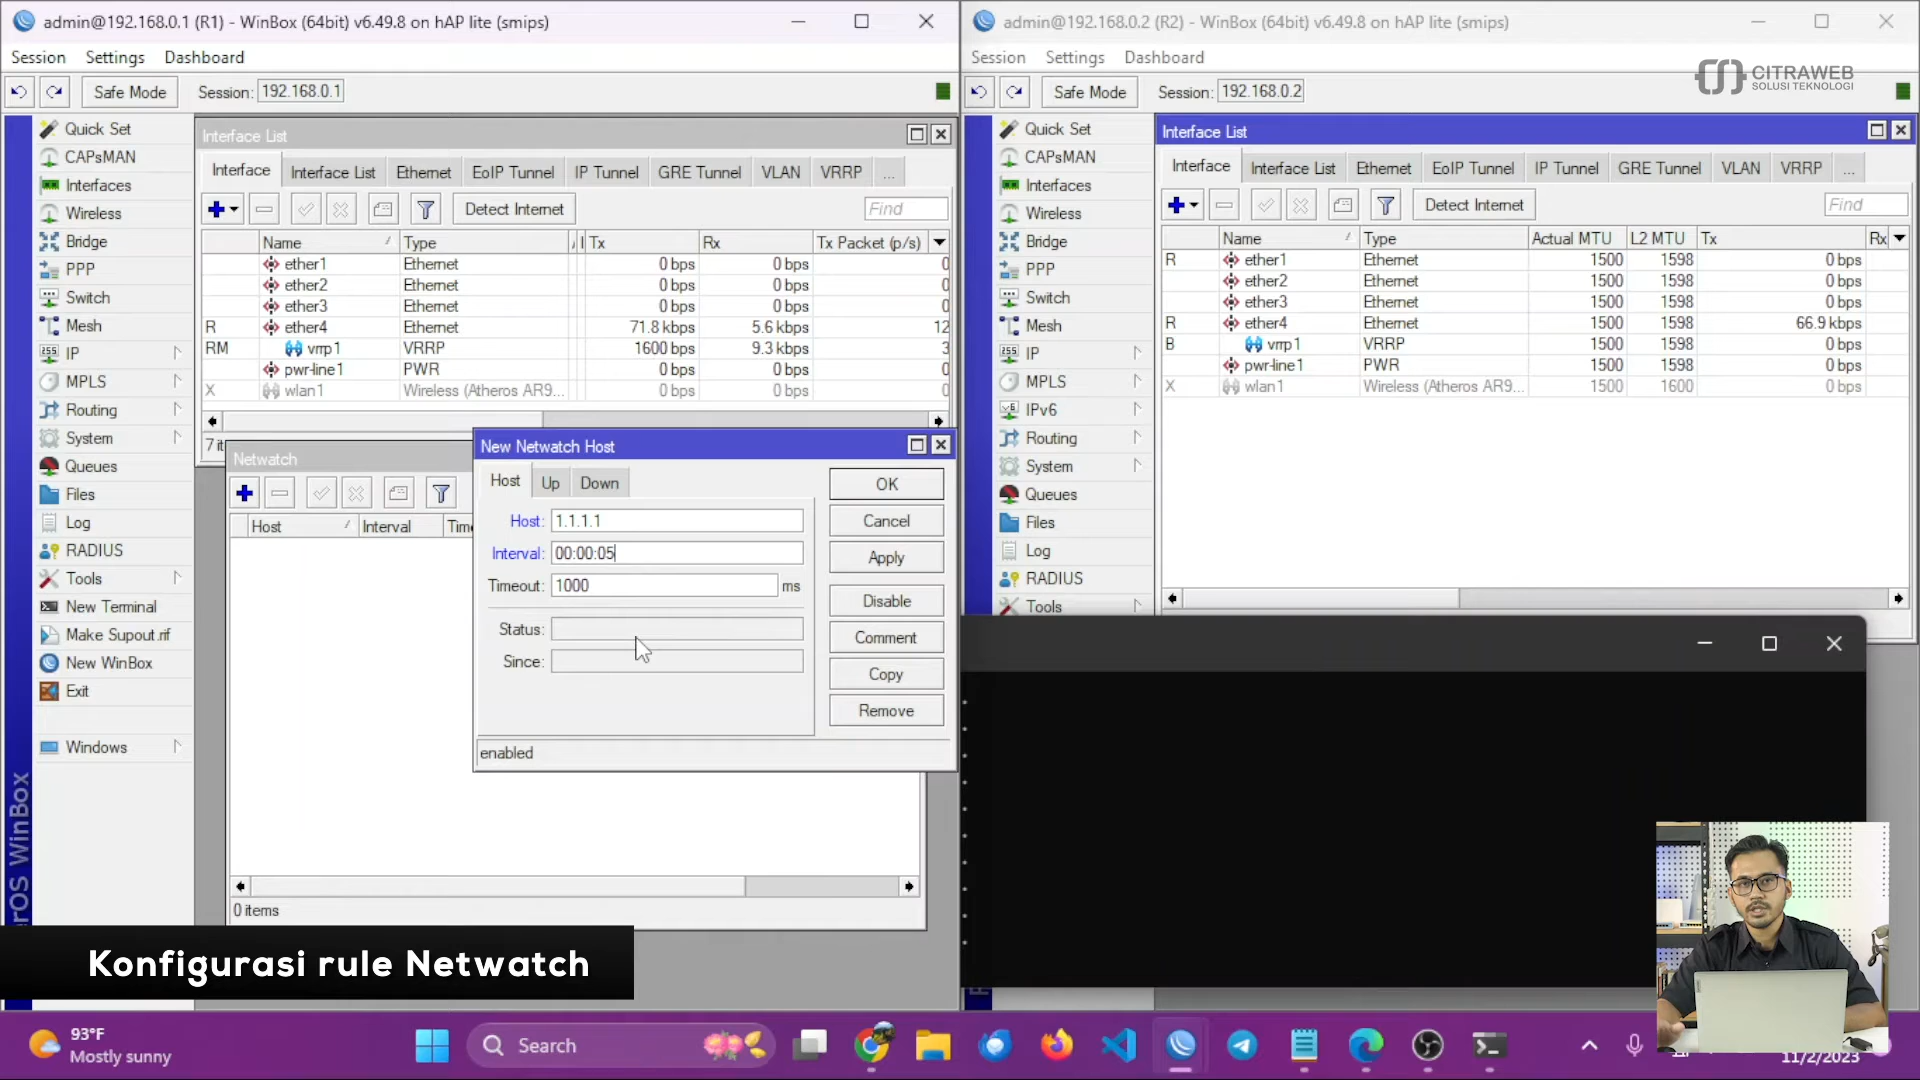 admin@192.168.0.1 (R1) - WinBox (64bit) v6.49.8 on hAP lite (smips)
Session Settings Dashboard
Safe Mode Session: 192.168.0.1
Quick Set
CAPsMAN
Interfaces
Wireless
Bridge
PPP
Switch
Mesh
IP
MPLS
Routing
System
Queues
Files
Log
RADIUS
Tools
New Terminal
Make Supout.rif
New WinBox
Exit
Windows
Interface List
Interface Interface List Ethernet EoIP Tunnel IP Tunnel GRE Tunnel VLAN VRRP ...
Detect Internet Find
Name Type Tx Rx Tx Packet (p/s)
ether1 Ethernet 0 bps 0 bps 0
ether2 Ethernet 0 bps 0 bps 0
ether3 Ethernet 0 bps 0 bps 0
R ether4 Ethernet 71.8 kbps 5.6 kbps 12
RM vrrp1 VRRP 1600 bps 9.3 kbps 3
pwr-line1 PWR 0 bps 0 bps 0
X wlan1 Wireless (Atheros AR9... 0 bps 0 bps 0
Netwatch
Host Interval
0 items
New Netwatch Host
Host Up Down
Host: 1.1.1.1
Interval: 00:00:05
Timeout: 1000 ms
Status:
Since:
OK
Cancel
Apply
Disable
Comment
Copy
Remove
enabled
admin@192.168.0.2 (R2) - WinBox (64bit) v6.49.8 on hAP lite (smips)
Session Settings Dashboard
CITRAWEB
SOLUSI TEKNOLOGI
Safe Mode Session: 192.168.0.2
Quick Set
CAPsMAN
Interfaces
Wireless
Bridge
PPP
Switch
Mesh
IP
MPLS
IPv6
Routing
System
Queues
Files
Log
RADIUS
Tools
Interface List
Interface Interface List Ethernet EoIP Tunnel IP Tunnel GRE Tunnel VLAN VRRP ...
Detect Internet Find
Name Type Actual MTU L2 MTU Tx Rx
R ether1 Ethernet 1500 1598 0 bps
ether2 Ethernet 1500 1598 0 bps
ether3 Ethernet 1500 1598 0 bps
R ether4 Ethernet 1500 1598 66.9 kbps
B vrrp1 VRRP 1500 1598 0 bps
pwr-line1 PWR 1500 1598 0 bps
X wlan1 Wireless (Atheros AR9... 1500 1600 0 bps
Konfigurasi rule Netwatch
93°F
Mostly sunny
Search
11/2/2023